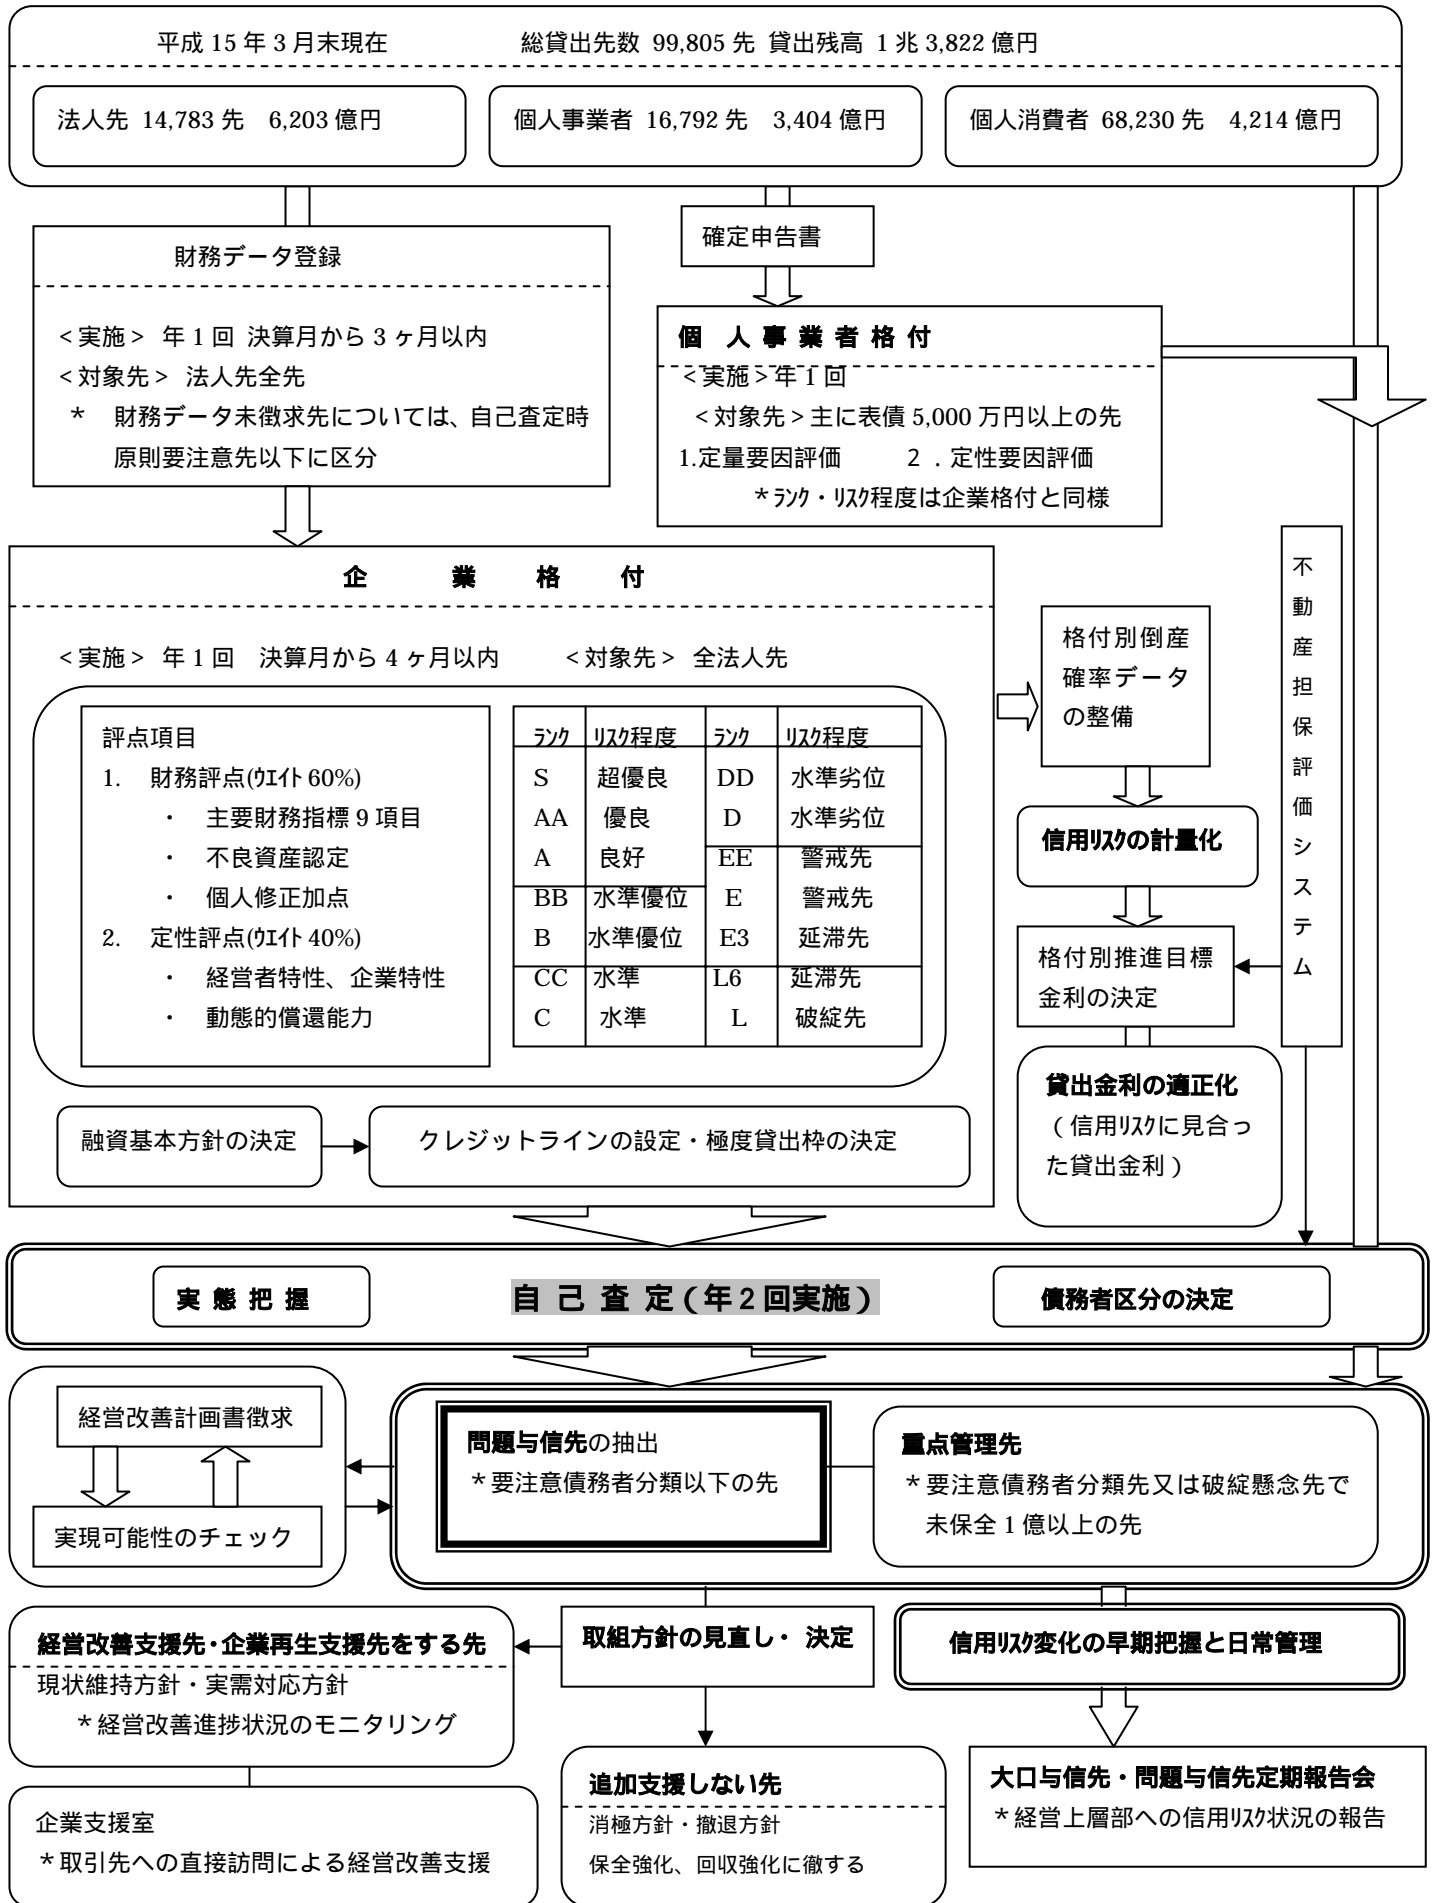 平成 15 年 3 月末現在　総貸出先数 99,805 先 貸出残高 1 兆 3,822 億円
法人先 14,783 先　6,203 億円
個人事業者 16,792 先　3,404 億円
個人消費者 68,230 先　4,214 億円
財務データ登録
＜実施＞ 年 1 回 決算月から 3 ヶ月以内
＜対象先＞ 法人先全先
* 財務データ未徴求先については、自己査定時
原則要注意先以下に区分
確定申告書
個 人 事 業 者 格 付
＜実施＞年 1 回
＜対象先＞主に表債 5,000 万円以上の先
1.定量要因評価　２．定性要因評価
*ﾗﾝｸ・ﾘｽｸ程度は企業格付と同様
企 業 格 付
＜実施＞ 年 1 回 決算月から 4 ヶ月以内　＜対象先＞ 全法人先
評点項目
1. 財務評点(ｳｴｲﾄ 60%)
・ 主要財務指標 9 項目
・ 不良資産認定
・ 個人修正加点
2. 定性評点(ｳｴｲﾄ 40%)
・ 経営者特性、企業特性
・ 動態的償還能力
ﾗﾝｸ ﾘｽｸ程度 ﾗﾝｸ ﾘｽｸ程度
S 超優良 DD 水準劣位
AA 優良 D 水準劣位
A 良好 EE 警戒先
BB 水準優位 E 警戒先
B 水準優位 E3 延滞先
CC 水準 L6 延滞先
C 水準 L 破綻先
融資基本方針の決定
クレジットラインの設定・極度貸出枠の決定
格付別倒産
確率データ
の整備
信用ﾘｽｸの計量化
格付別推進目標
金利の決定
貸出金利の適正化
（信用ﾘｽｸに見合っ
た貸出金利）
不動産担保評価システム
実 態 把 握
自 己 査 定（年２回実施）
債務者区分の決定
経営改善計画書徴求
実現可能性のチェック
問題与信先の抽出
*要注意債務者分類以下の先
重点管理先
*要注意債務者分類先又は破綻懸念先で
未保全 1 億以上の先
経営改善支援先・企業再生支援先をする先
現状維持方針・実需対応方針
*経営改善進捗状況のモニタリング
取組方針の見直し・ 決定
信用ﾘｽｸ変化の早期把握と日常管理
企業支援室
*取引先への直接訪問による経営改善支援
追加支援しない先
消極方針・撤退方針
保全強化、回収強化に徹する
大口与信先・問題与信先定期報告会
*経営上層部への信用ﾘｽｸ状況の報告